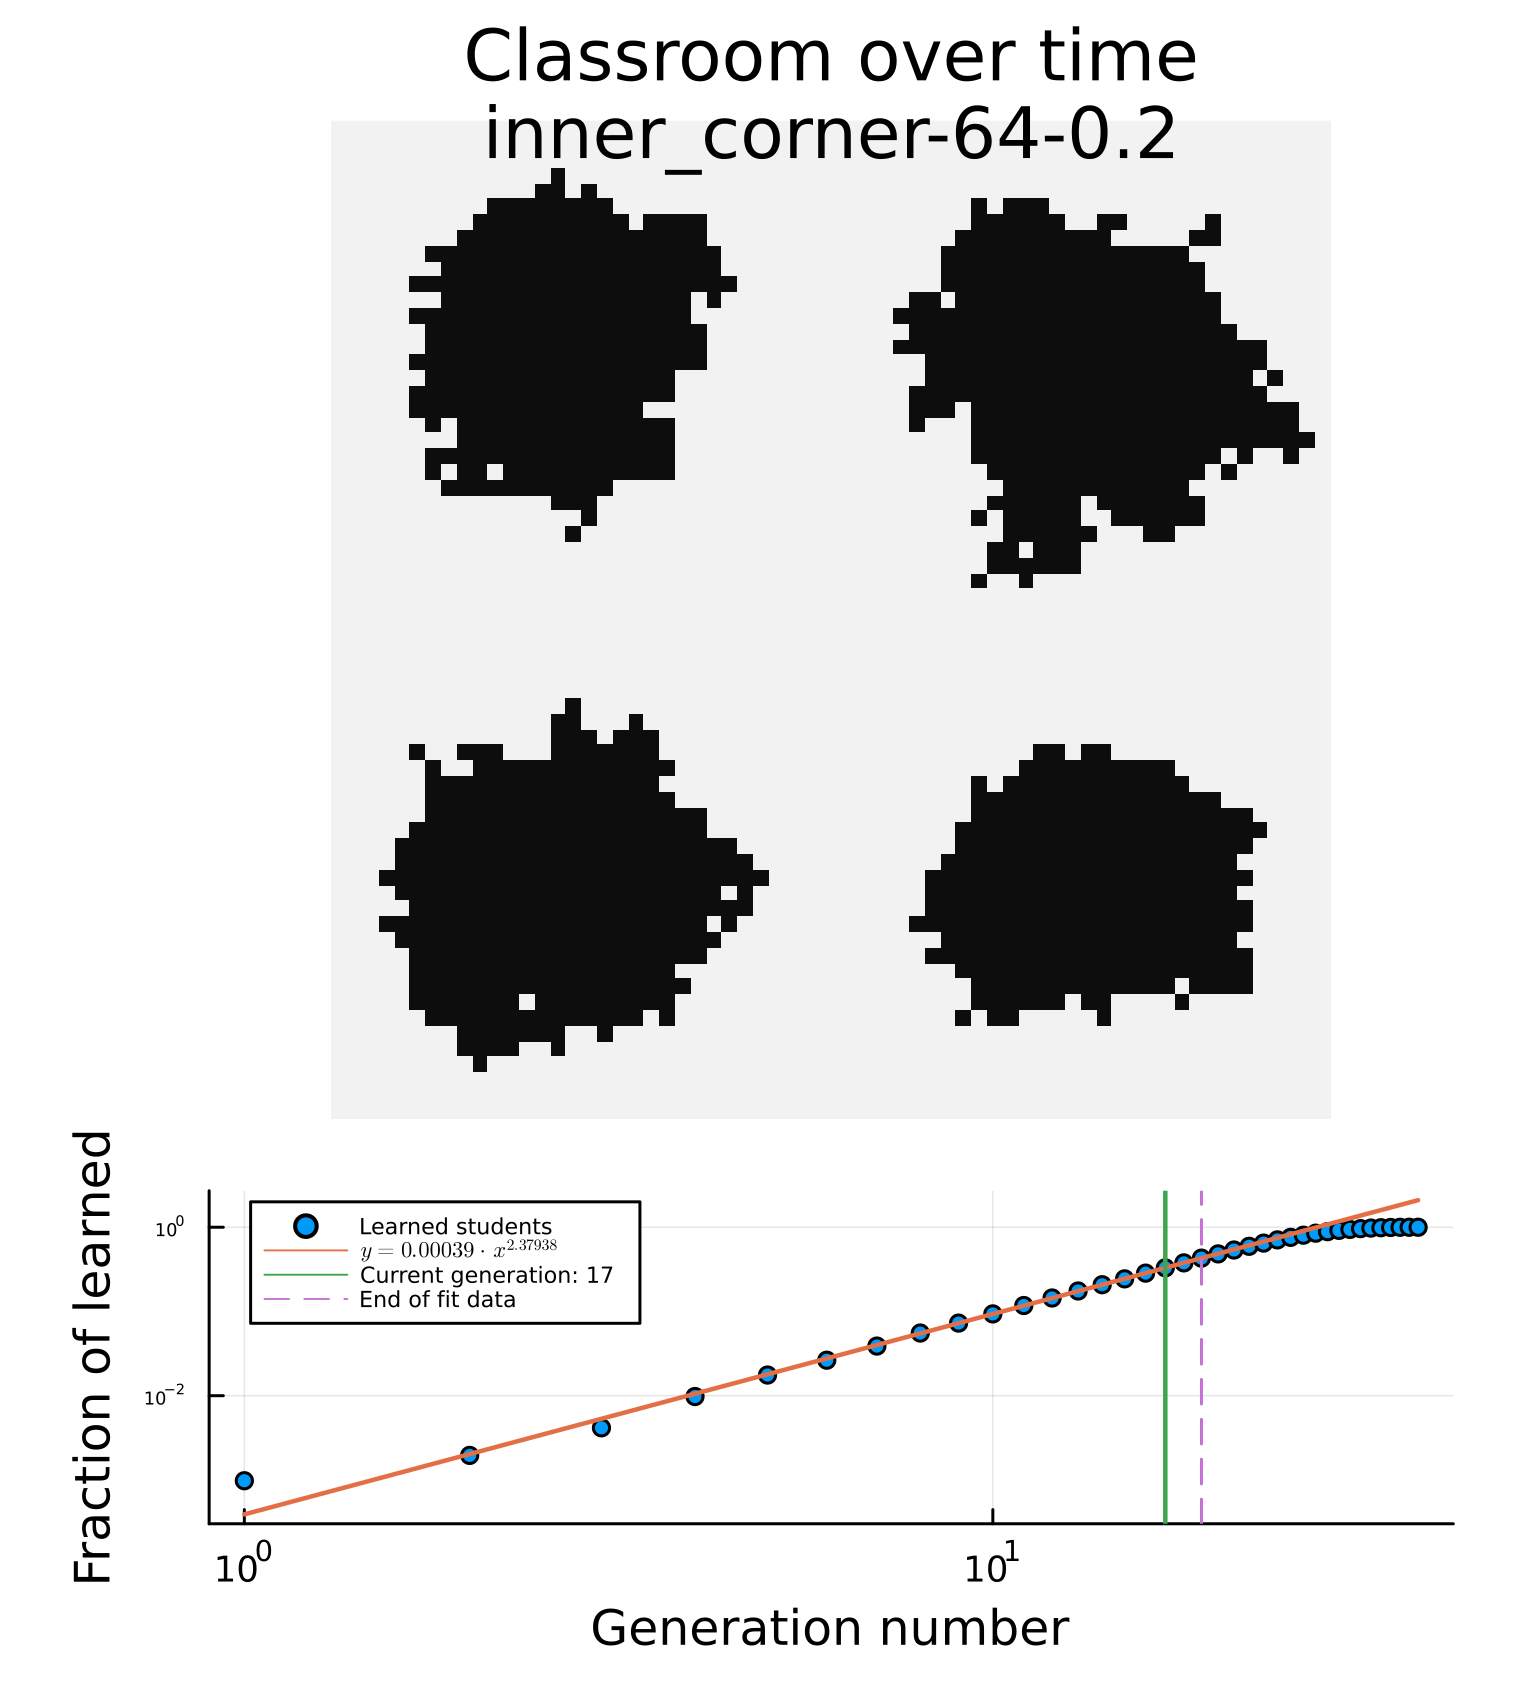 Classroom over time
inner_corner-64-0.2
Fraction of learned
10⁰
10⁻²
Learned students
y = 0.00039 · x^2.37938
Current generation: 17
End of fit data
10⁰
10¹
Generation number